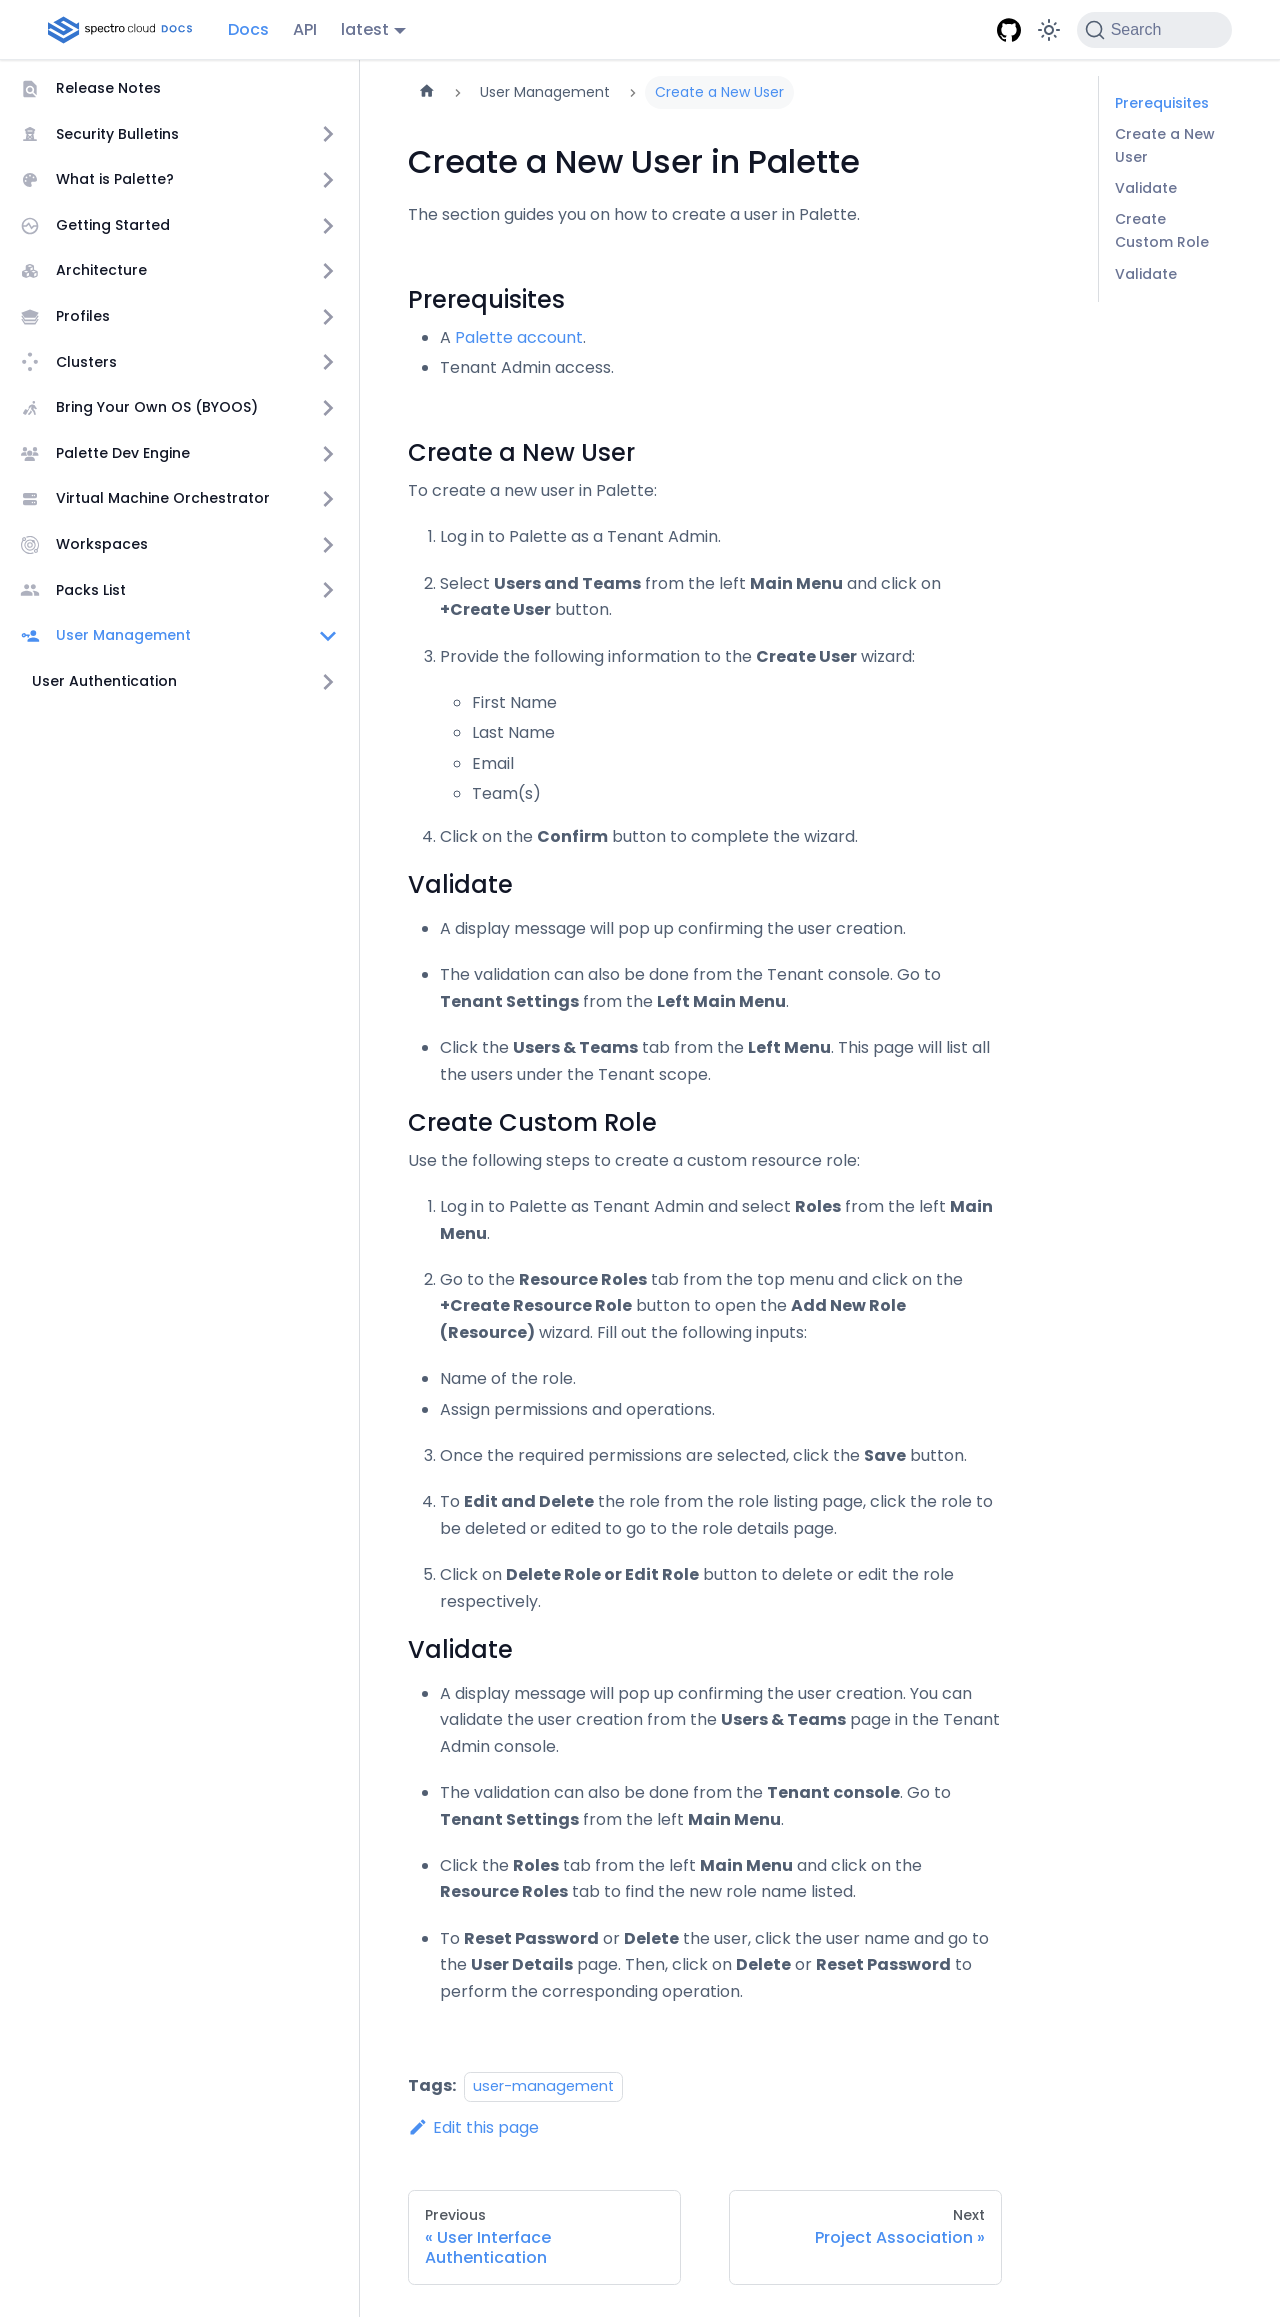 spectro cloud DOCS
Docs
API
latest
Search
Release Notes
Security Bulletins
What is Palette?
Getting Started
Architecture
Profiles
Clusters
Bring Your Own OS (BYOOS)
Palette Dev Engine
Virtual Machine Orchestrator
Workspaces
Packs List
User Management
User Authentication
User Management
Create a New User
Create a New User in Palette
The section guides you on how to create a user in Palette.
Prerequisites
A Palette account.
Tenant Admin access.
Create a New User
To create a new user in Palette:
1. Log in to Palette as a Tenant Admin.
2. Select Users and Teams from the left Main Menu and click on
+Create User button.
3. Provide the following information to the Create User wizard:
First Name
Last Name
Email
Team(s)
4. Click on the Confirm button to complete the wizard.
Validate
A display message will pop up confirming the user creation.
The validation can also be done from the Tenant console. Go to
Tenant Settings from the Left Main Menu.
Click the Users & Teams tab from the Left Menu. This page will list all
the users under the Tenant scope.
Create Custom Role
Use the following steps to create a custom resource role:
1. Log in to Palette as Tenant Admin and select Roles from the left Main
Menu.
2. Go to the Resource Roles tab from the top menu and click on the
+Create Resource Role button to open the Add New Role
(Resource) wizard. Fill out the following inputs:
Name of the role.
Assign permissions and operations.
3. Once the required permissions are selected, click the Save button.
4. To Edit and Delete the role from the role listing page, click the role to
be deleted or edited to go to the role details page.
5. Click on Delete Role or Edit Role button to delete or edit the role
respectively.
Validate
A display message will pop up confirming the user creation. You can
validate the user creation from the Users & Teams page in the Tenant
Admin console.
The validation can also be done from the Tenant console. Go to
Tenant Settings from the left Main Menu.
Click the Roles tab from the left Main Menu and click on the
Resource Roles tab to find the new role name listed.
To Reset Password or Delete the user, click the user name and go to
the User Details page. Then, click on Delete or Reset Password to
perform the corresponding operation.
Tags: user-management
Edit this page
Previous
« User Interface
Authentication
Next
Project Association »
Prerequisites
Create a New
User
Validate
Create
Custom Role
Validate